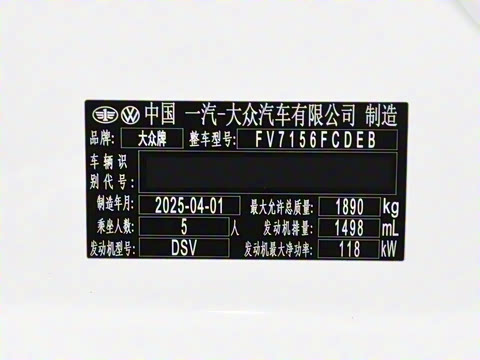 中国 一汽-大众汽车有限公司 制造
品牌: 大众牌 整车型号: FV7156FCDEB
车辆识
别代号:
制造年月: 2025-04-01 最大允许总质量: 1890 kg
乘坐人数: 5 人 发动机排量: 1498 mL
发动机型号: DSV 发动机最大净功率: 118 kW